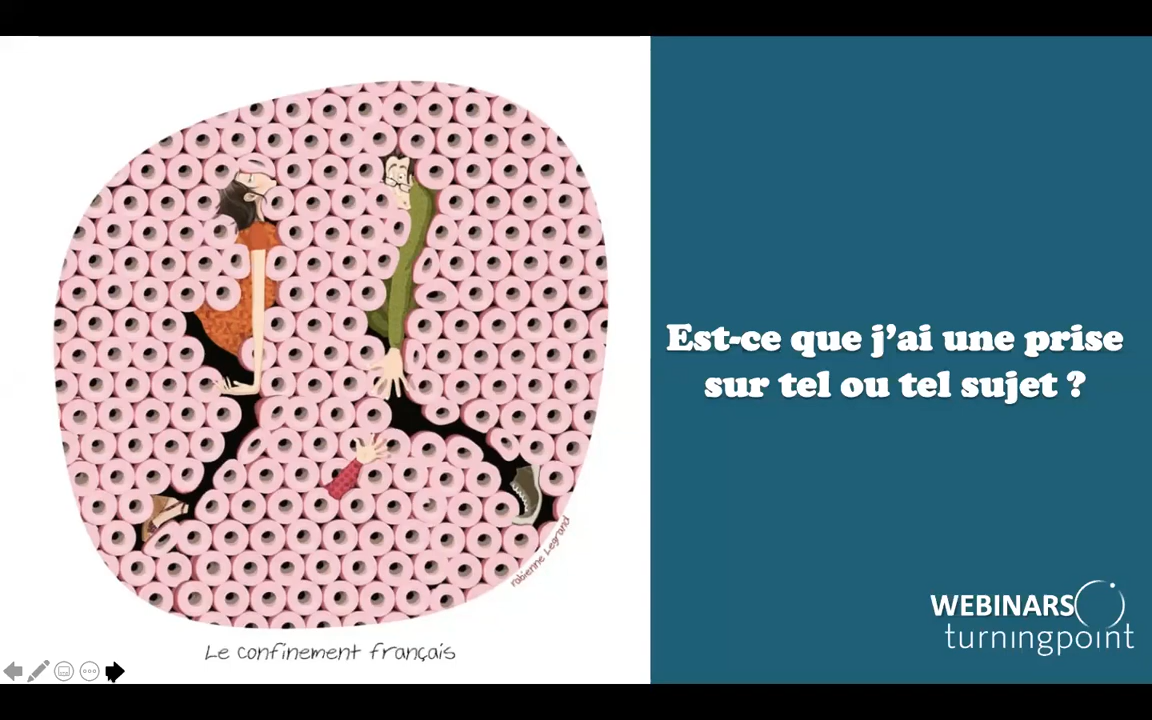 Fabienne Legrand
Le confinement français
Est-ce que j’ai une prise
sur tel ou tel sujet ?
WEBINARS
turningpoint